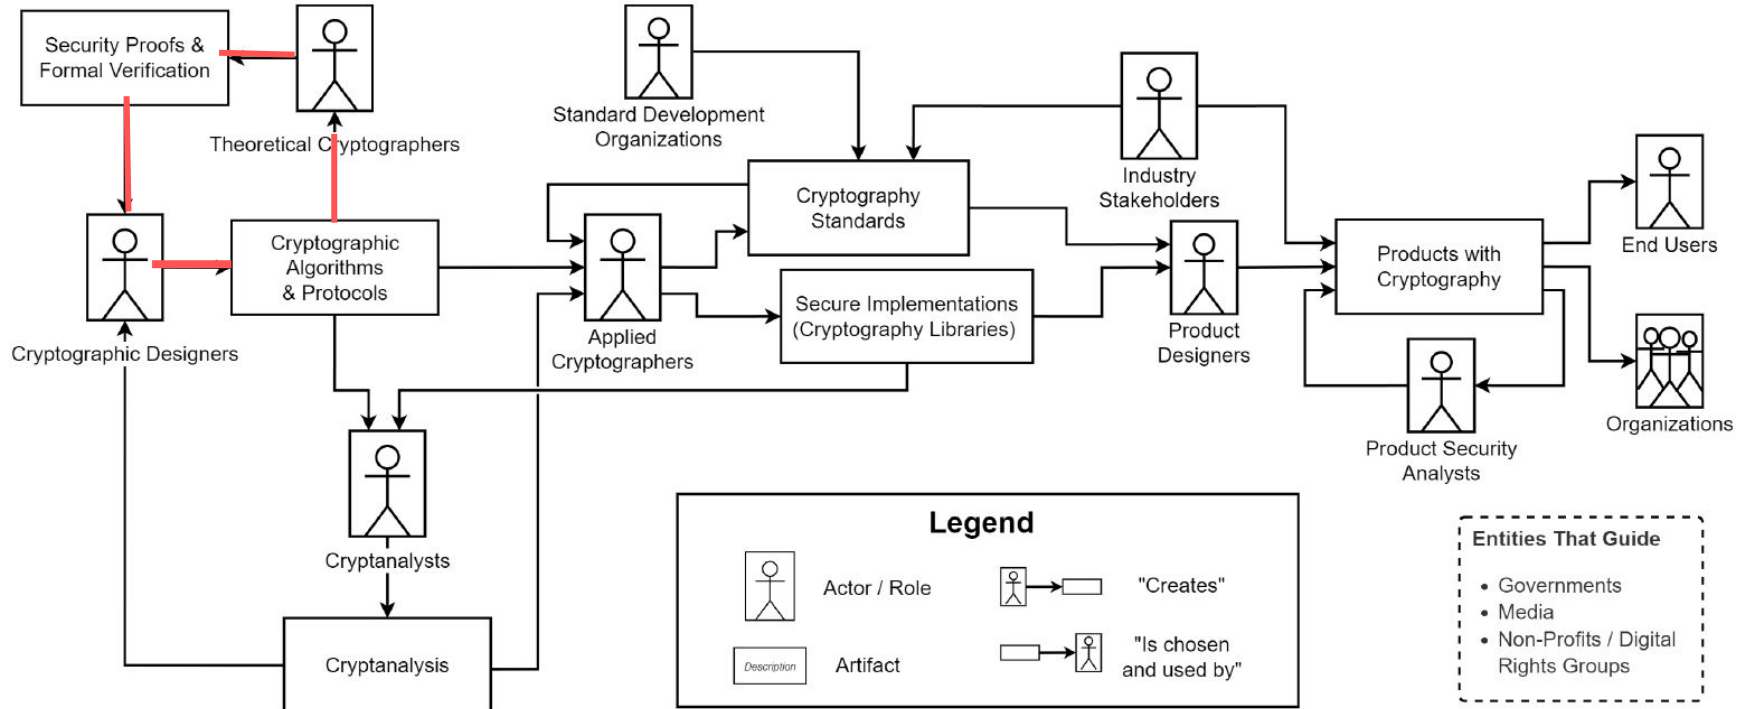 Security Proofs &
Formal Verification
Theoretical Cryptographers
Standard Development
Organizations
Industry
Stakeholders
Cryptography
Standards
Cryptographic
Algorithms
& Protocols
Cryptographic Designers
Applied
Cryptographers
Secure Implementations
(Cryptography Libraries)
Product
Designers
Products with
Cryptography
End Users
Organizations
Product Security
Analysts
Cryptanalysts
Cryptanalysis
Legend
Actor / Role
"Creates"
Description
Artifact
"Is chosen
and used by"
Entities That Guide
• Governments
• Media
• Non-Profits / Digital
Rights Groups